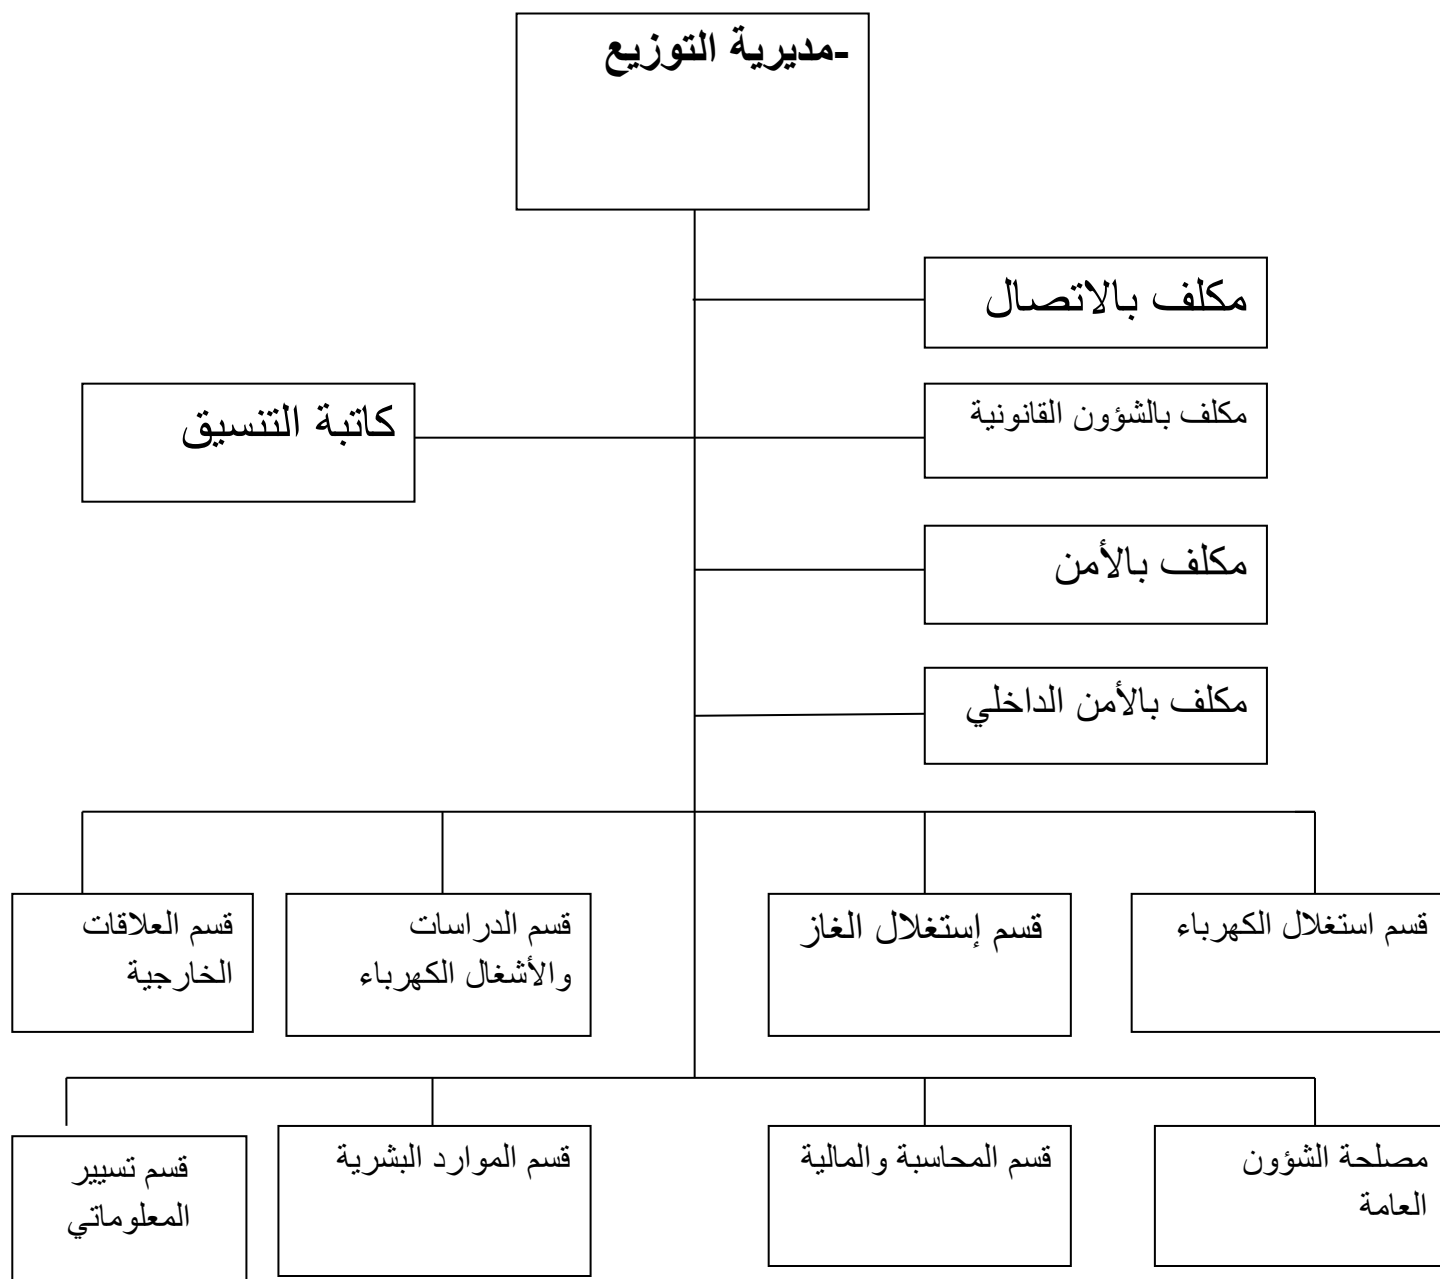 -مديرية التوزيع
مكلف بالاتصال
مكلف بالشؤون القانونية
كاتبة التنسيق
مكلف بالأمن
مكلف بالأمن الداخلي
قسم استغلال الكهرباء
قسم إستغلال الغاز
قسم الدراسات
والأشغال الكهرباء
قسم العلاقات
الخارجية
مصلحة الشؤون
العامة
قسم المحاسبة والمالية
قسم الموارد البشرية
قسم تسيير
المعلوماتي